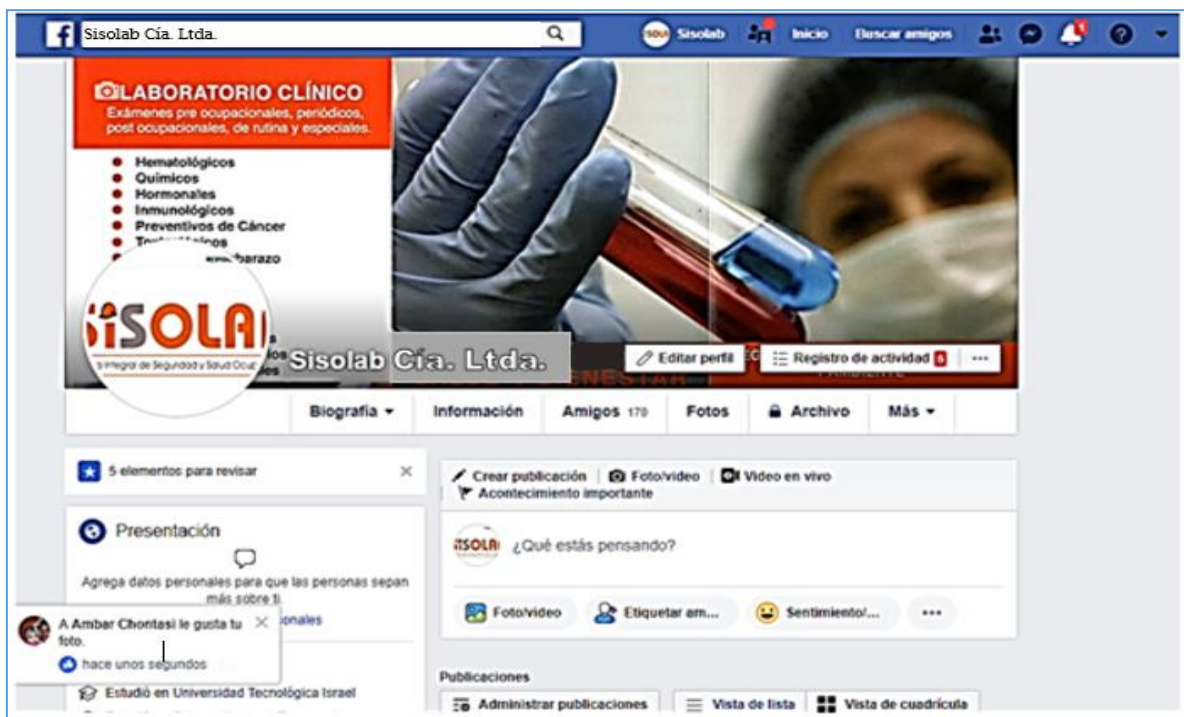 Sisolab Cía. Ltda.
Sisolab
Inicio
Buscar amigos
LABORATORIO CLÍNICO
Exámenes pre ocupacionales, periódicos,
post ocupacionales, de rutina y especiales.
Hematológicos
Químicos
Hormonales
Inmunológicos
Preventivos de Cáncer
SISOLA
Sisolab Cía. Ltda.
Editar perfil
Registro de actividad 5
Biografía
Información
Amigos 170
Fotos
Archivo
Más
5 elementos para revisar
Crear publicación
Foto/video
Video en vivo
Acontecimiento importante
Presentación
Agrega datos personales para que las personas sepan
más sobre ti.
SISOLA
¿Qué estás pensando?
Foto/video
Etiquetar am...
Sentimiento/...
A Ambar Chontasi le gusta tu
foto.
hace unos segundos
Estudió en Universidad Tecnológica Israel
Publicaciones
Administrar publicaciones
Vista de lista
Vista de cuadrícula